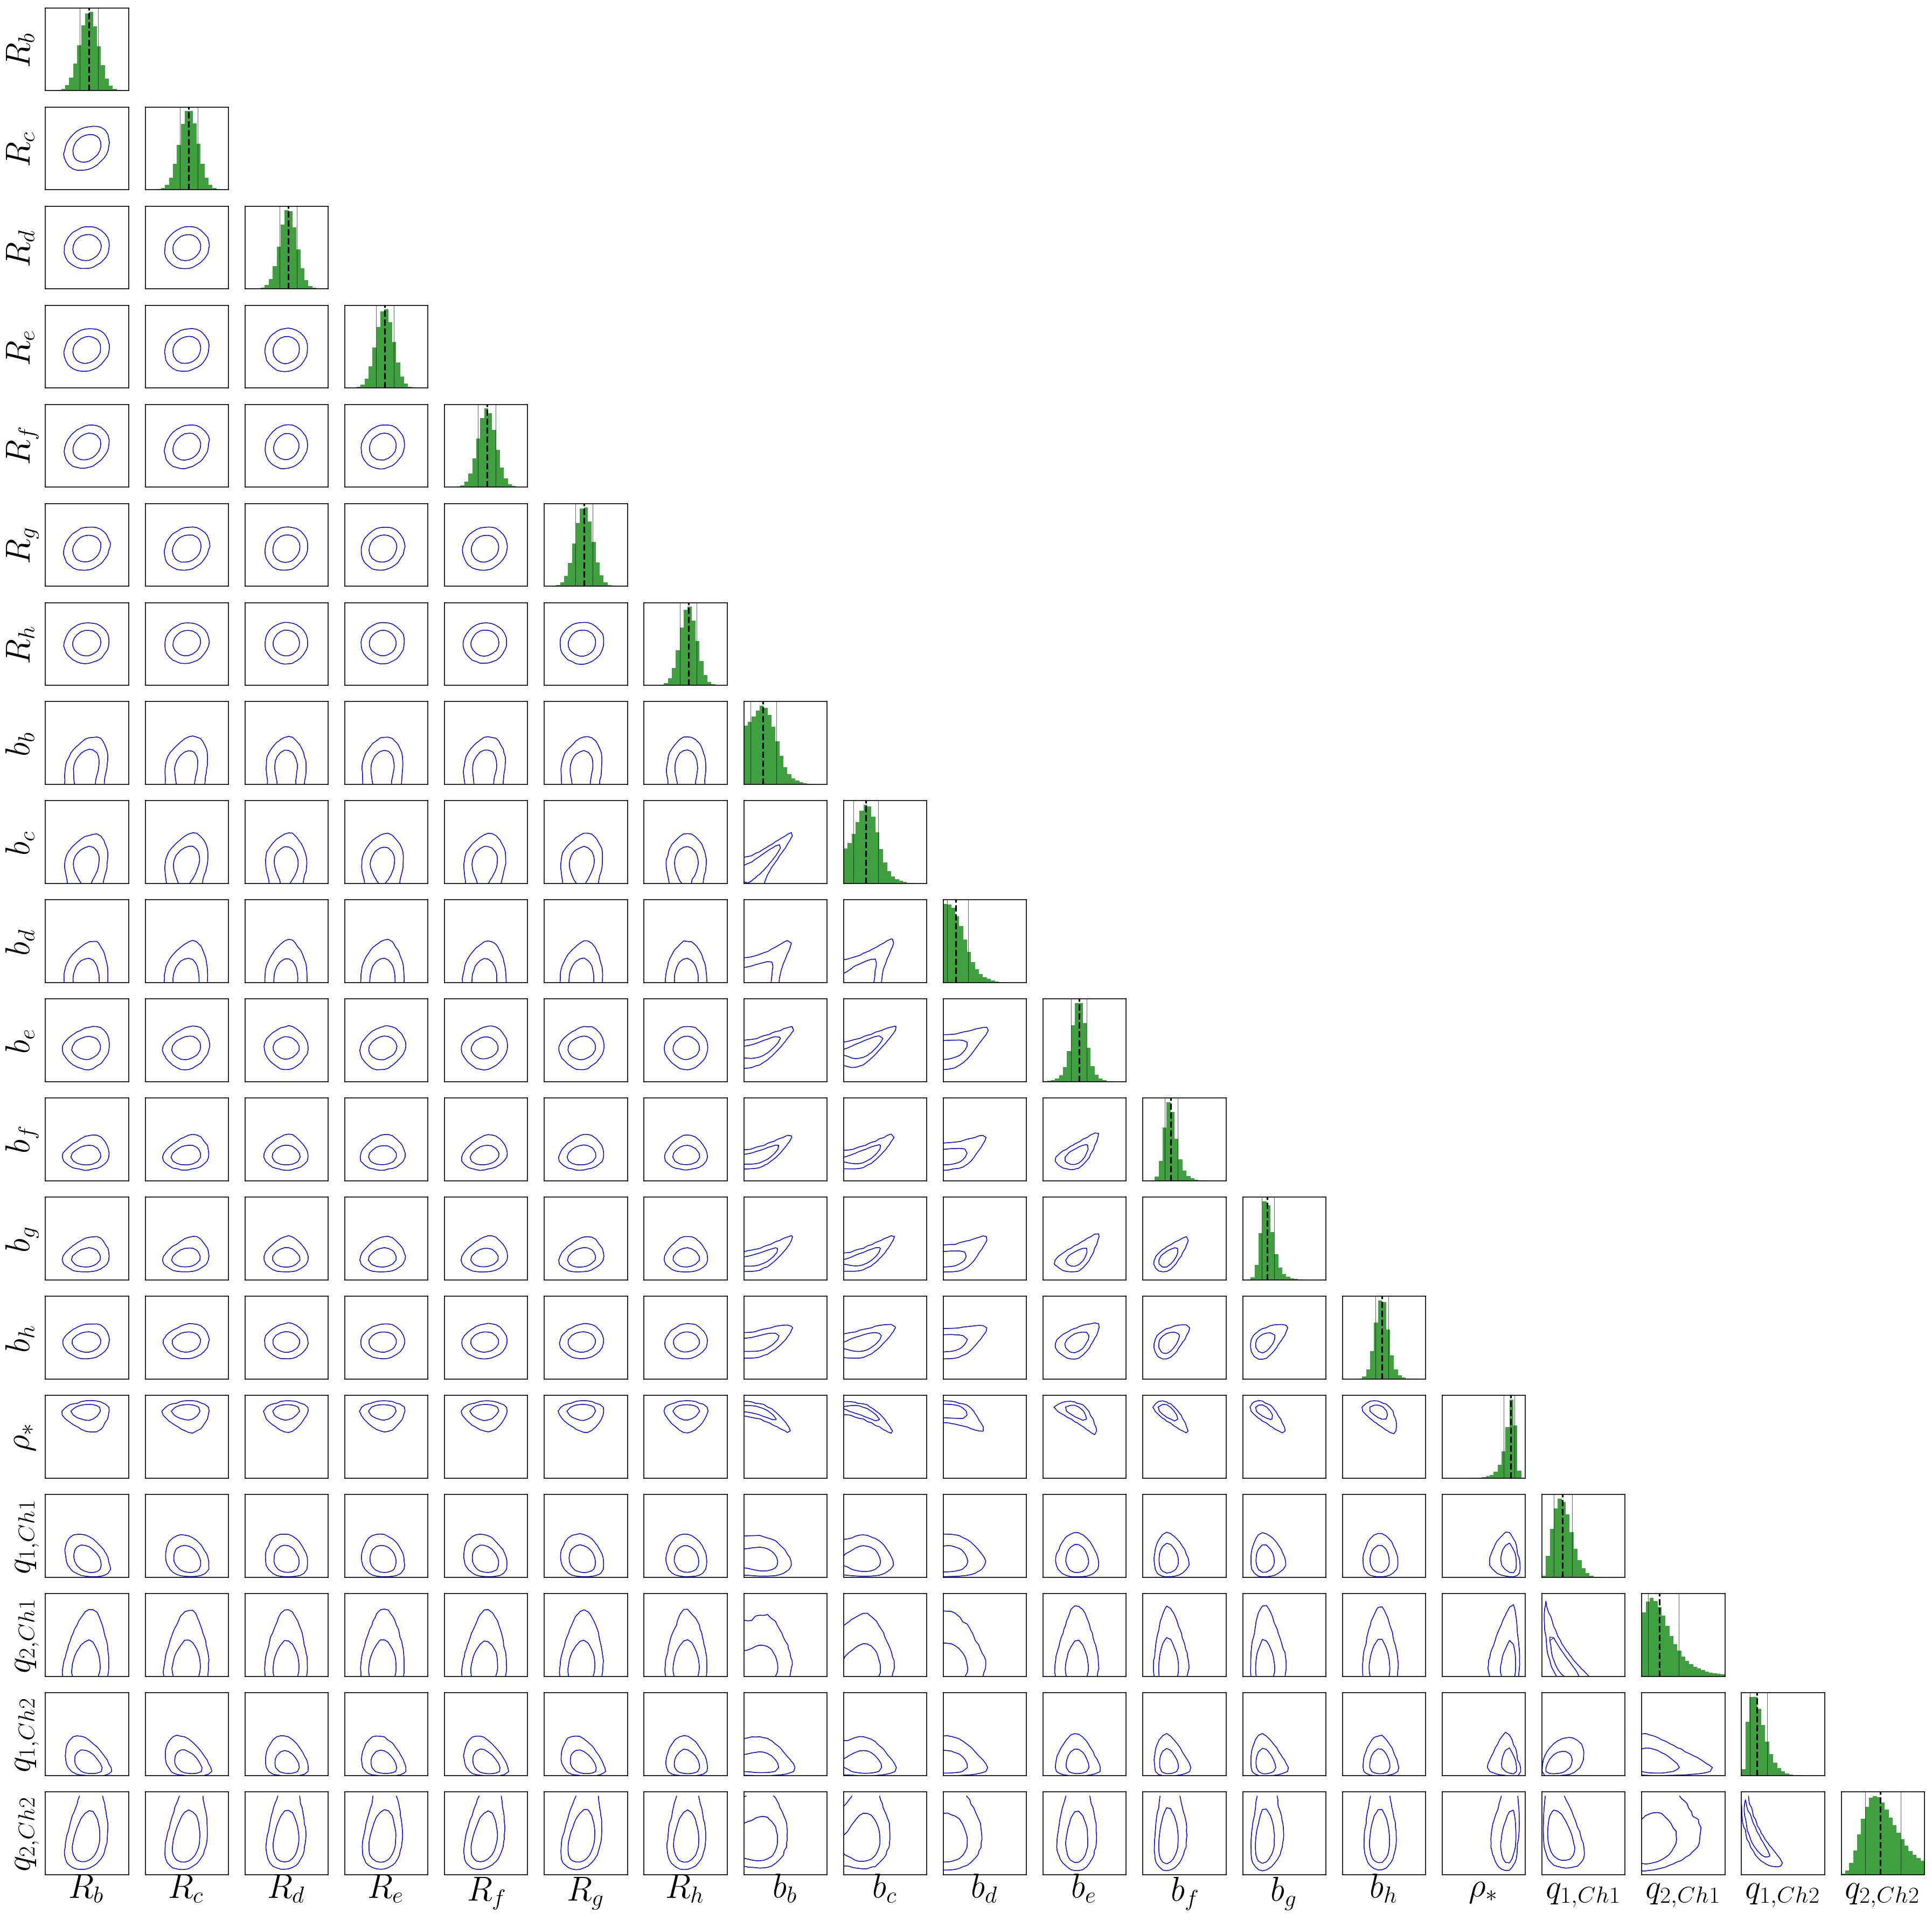 R_b
R_c
R_d
R_e
R_f
R_g
R_h
b_b
b_c
b_d
b_e
b_f
b_g
b_h
ρ_*
q_{1,Ch1}
q_{2,Ch1}
q_{1,Ch2}
q_{2,Ch2}
R_b R_c R_d R_e R_f R_g R_h b_b b_c b_d b_e b_f b_g b_h ρ_* q_{1,Ch1} q_{2,Ch1} q_{1,Ch2} q_{2,Ch2}